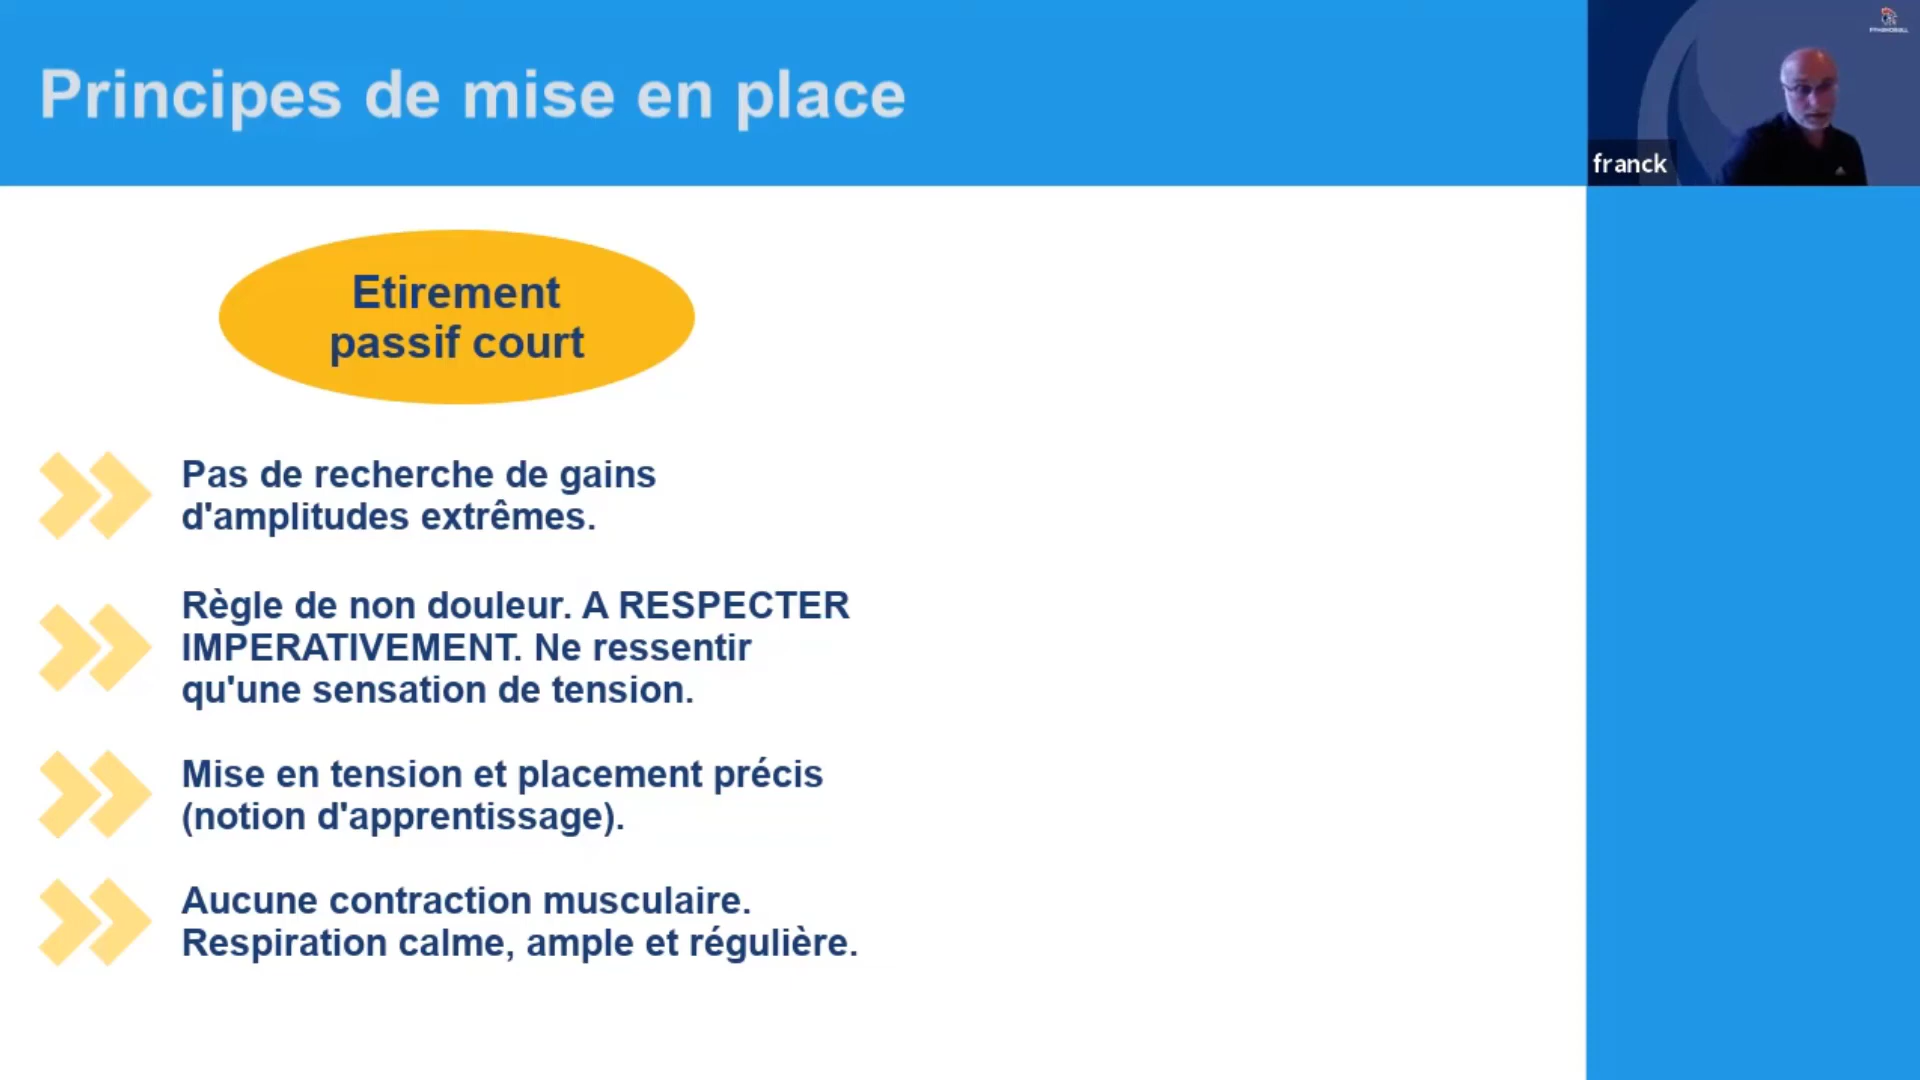 Principes de mise en place
franck
Etirement
passif court
Pas de recherche de gains
d'amplitudes extrêmes.
Règle de non douleur. A RESPECTER
IMPERATIVEMENT. Ne ressentir
qu'une sensation de tension.
Mise en tension et placement précis
(notion d'apprentissage).
Aucune contraction musculaire.
Respiration calme, ample et régulière.